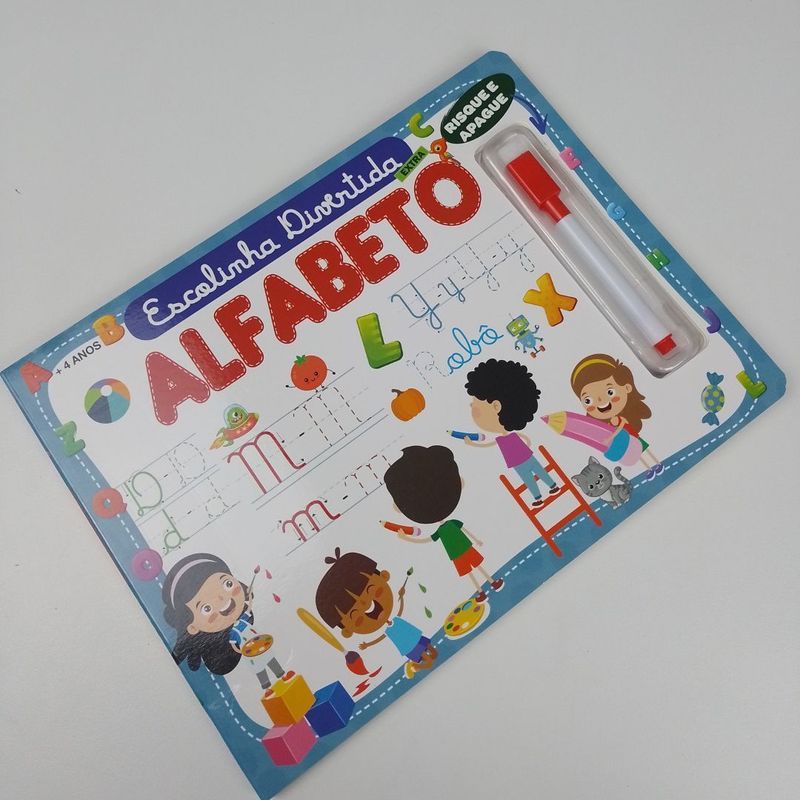 RISQUE E
APAGUE
Escolinha Divertida
EXTRA
ALFABETO
+ 4 ANOS
A
B
C
E
G
H
J
L
Z
Q
O
L
X
Y-y-y-y
Robô
D-D
d-d
M-m
m-m